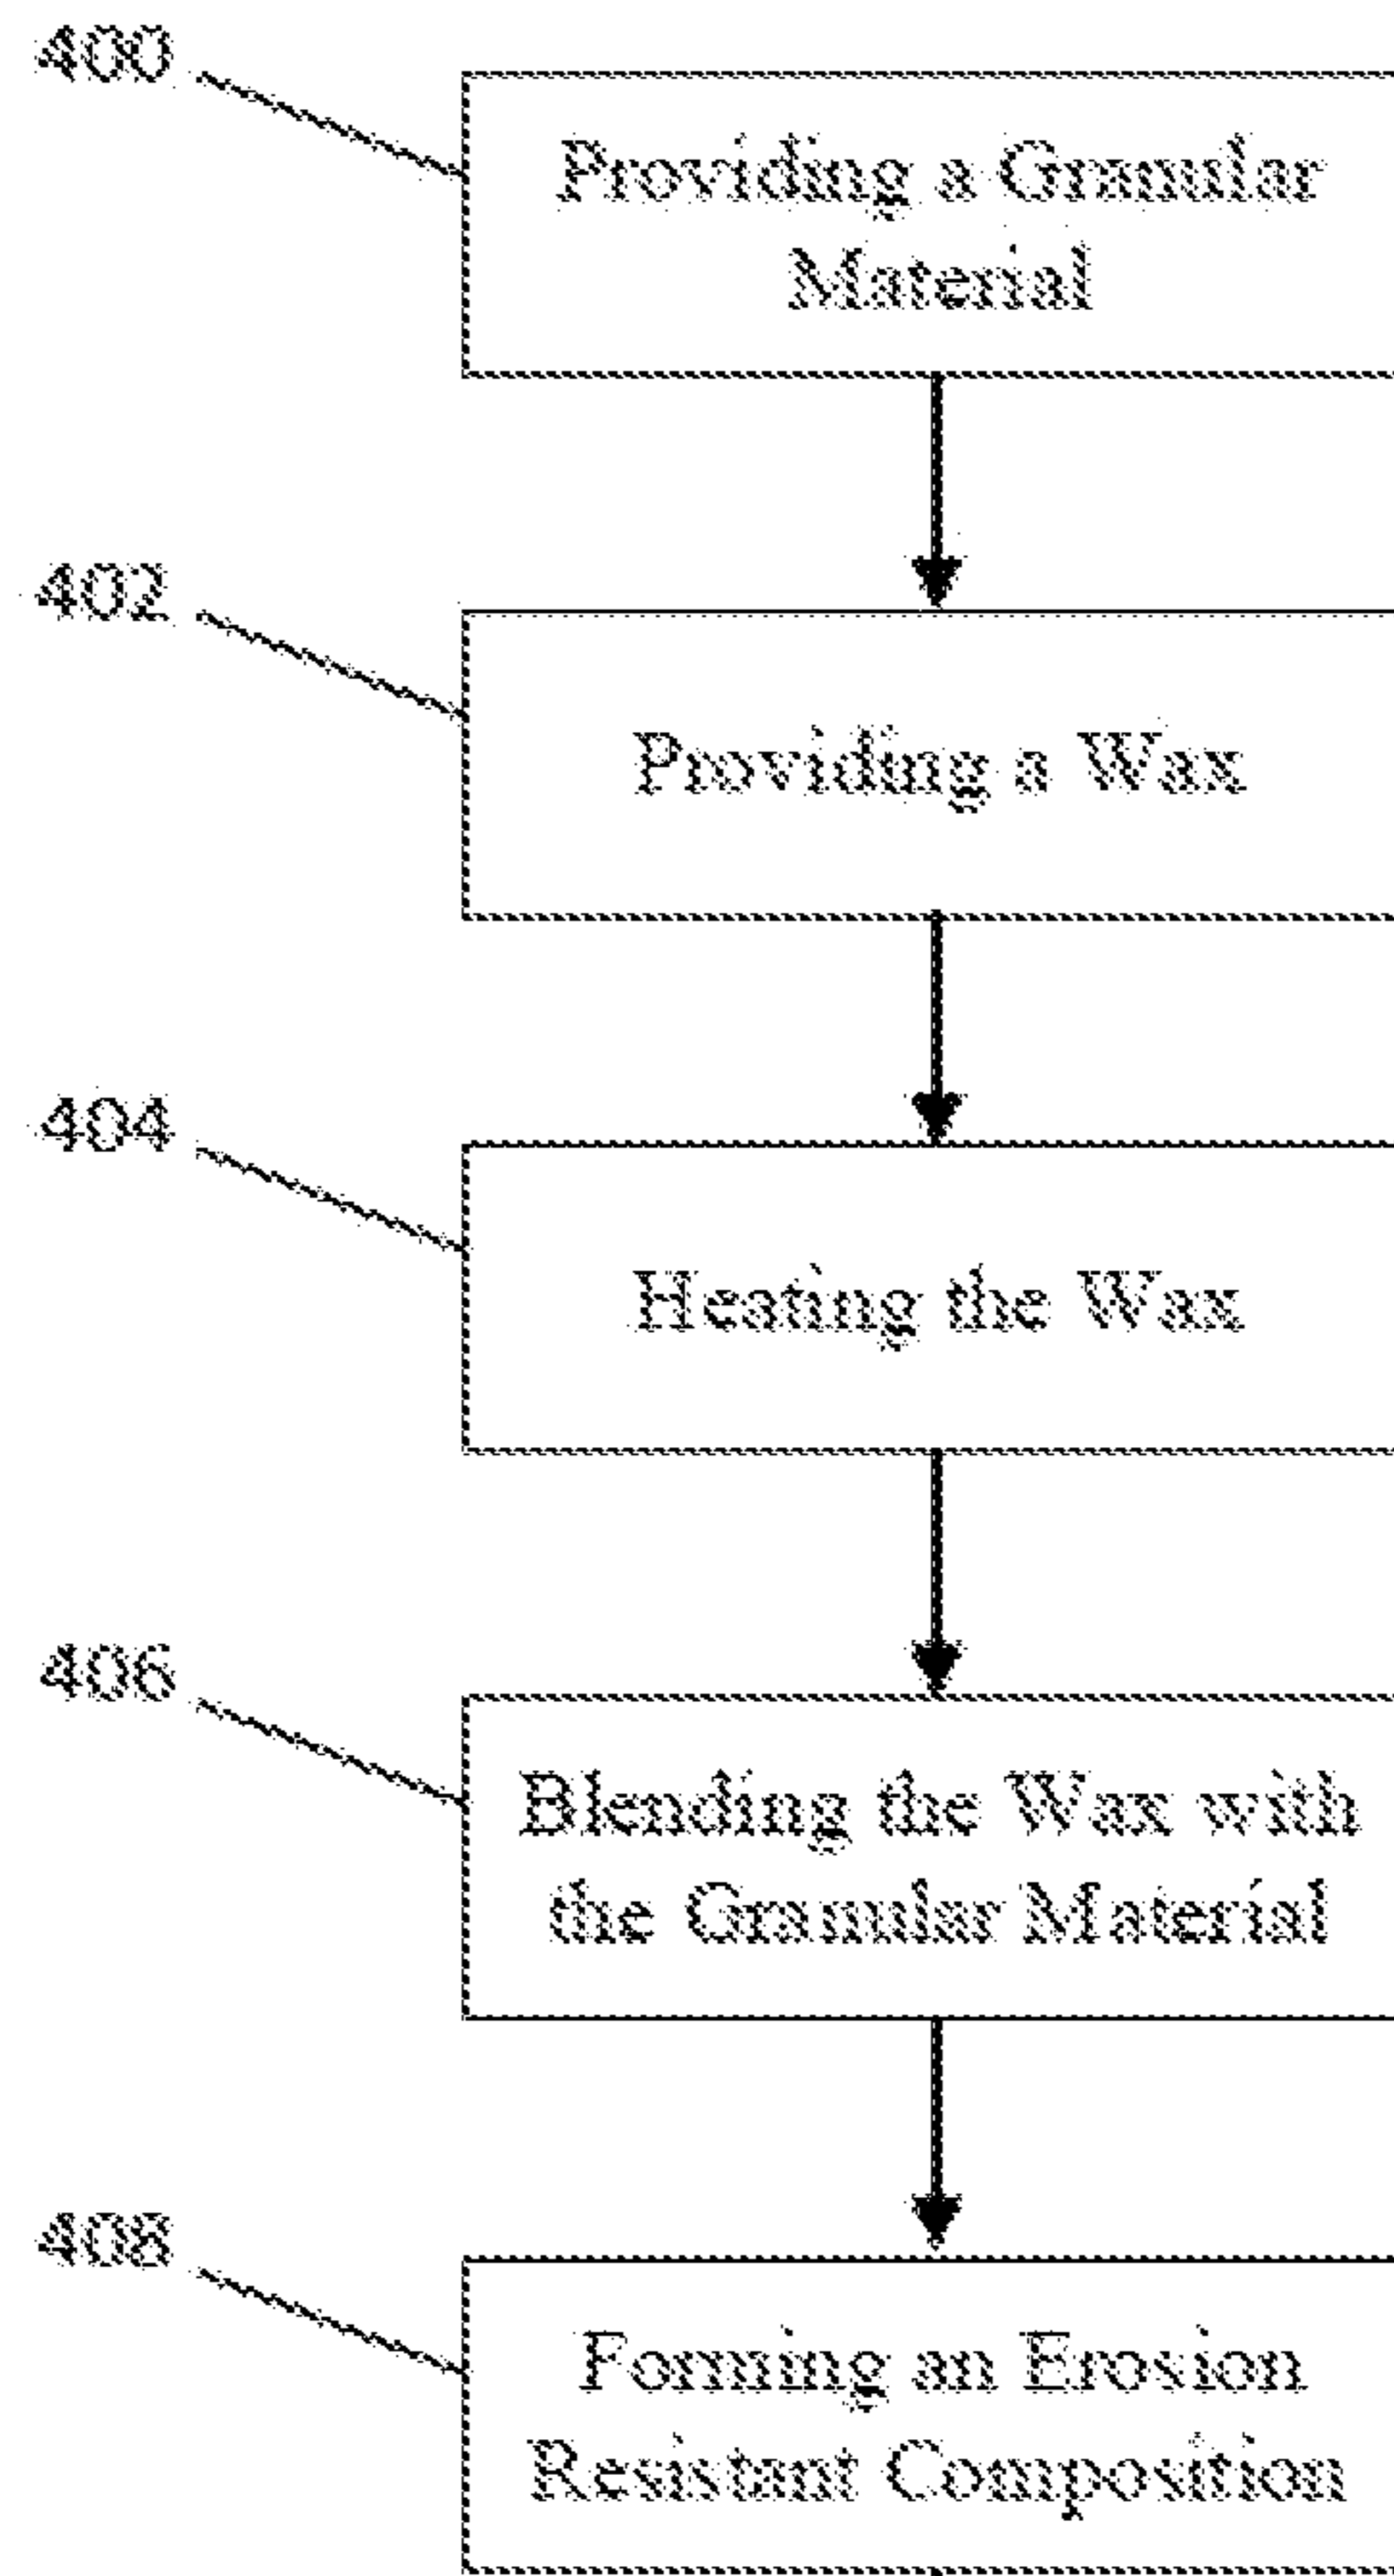 400
Providing a Granular
Material
402
Providing a Wax
404
Heating the Wax
406
Blending the Wax with
the Granular Material
408
Forming an Erosion
Resistant Composition